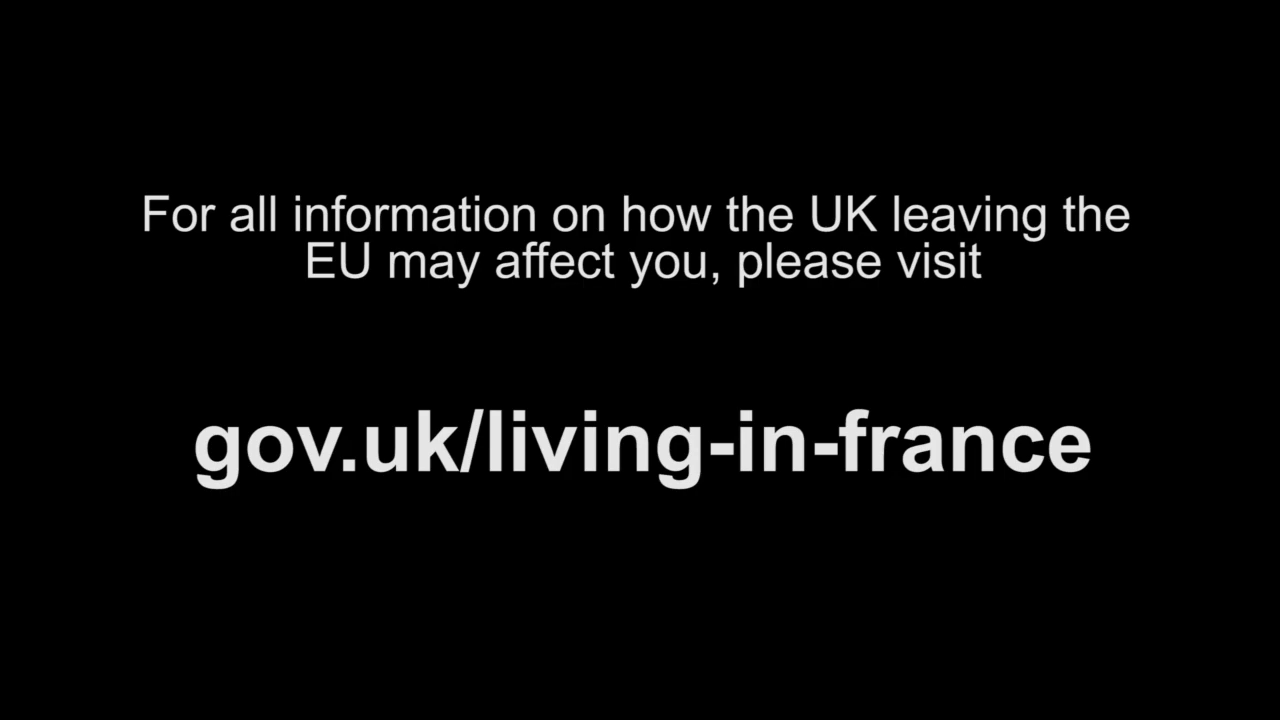 For all information on how the UK leaving the
EU may affect you, please visit
gov.uk/living-in-france